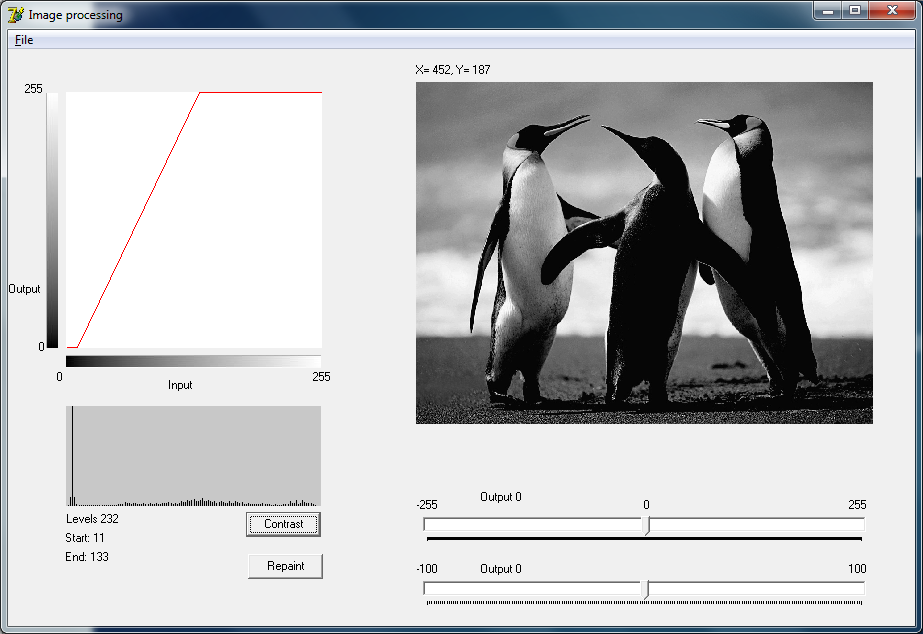 Image processing
File
X= 452, Y= 187
255
Output
0
0
255
Input
Levels 232
Start: 11
End: 133
Contrast
Repaint
Output 0
-255
0
255
-100
Output 0
100